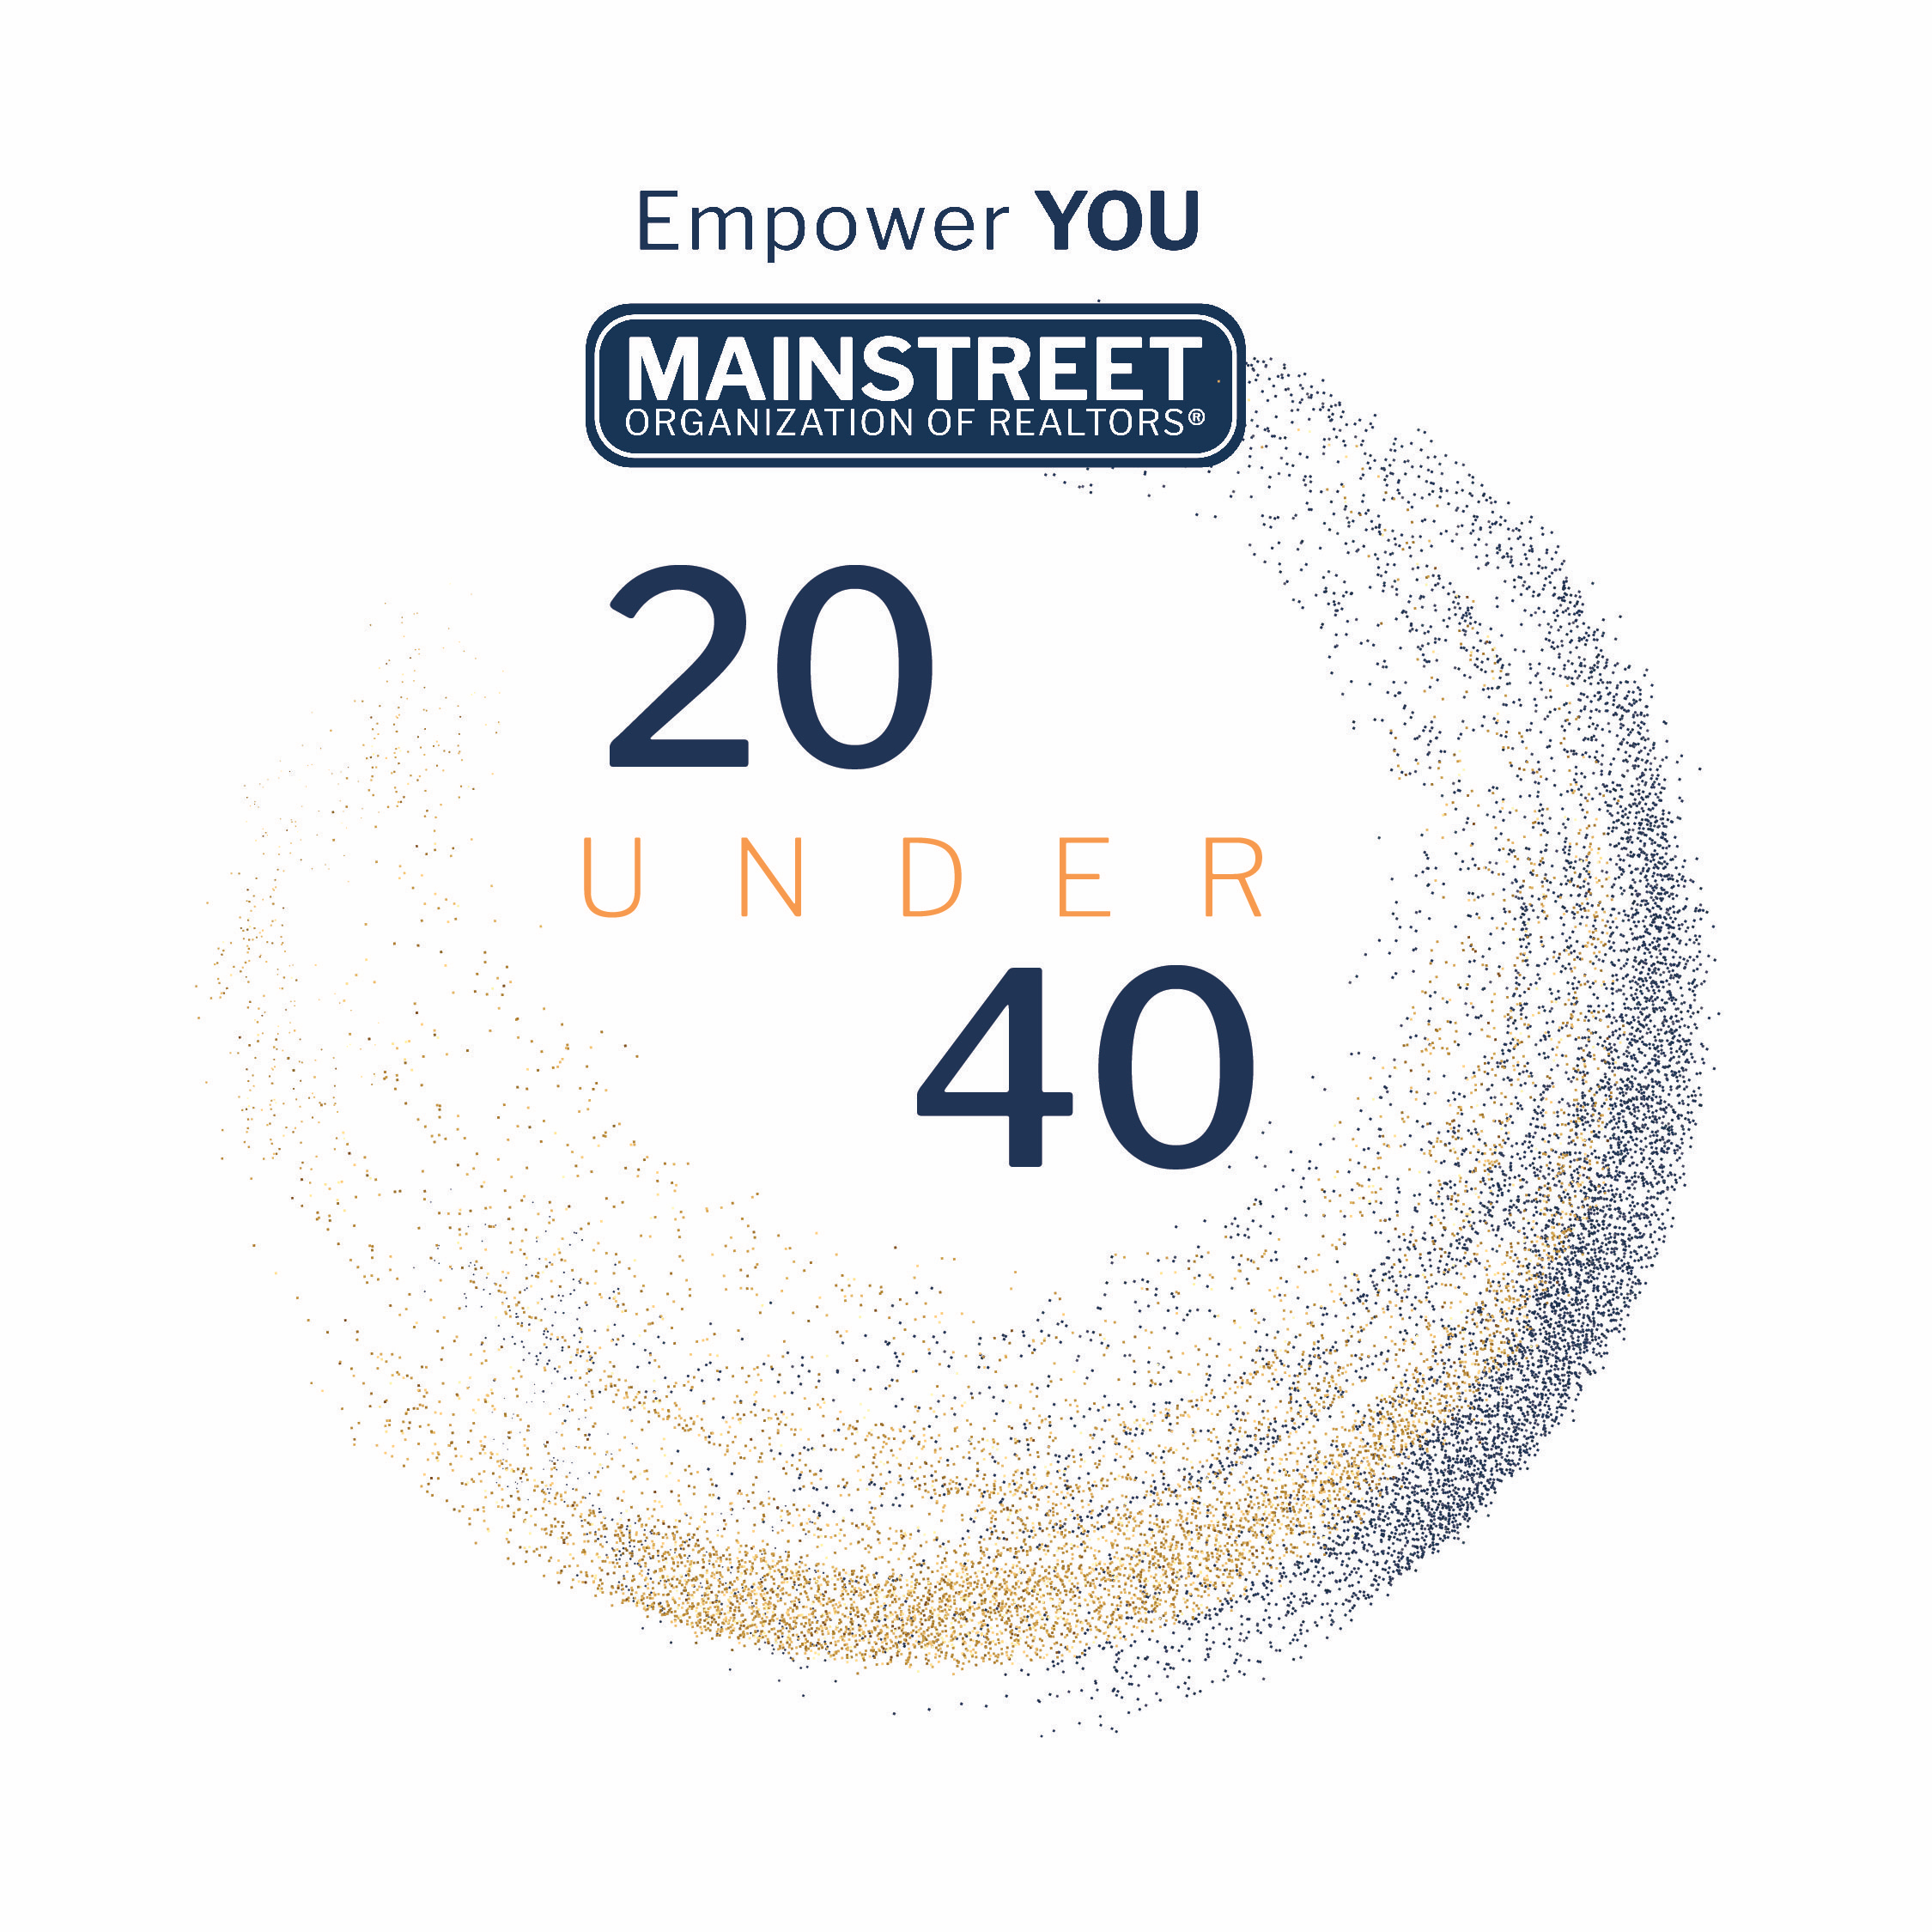 Empower YOU
MAINSTREET
ORGANIZATION OF REALTORS®
20
UNDER
40